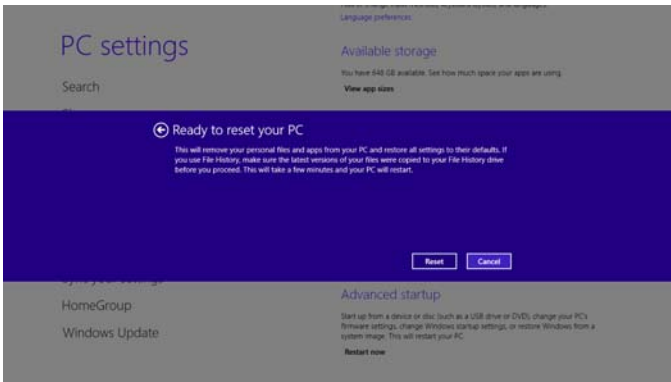 Language preferences
PC settings
Available storage
You have 648 GB available. See how much space your apps are using.
Search
View app sizes
Ready to reset your PC
This will remove your personal files and apps from your PC and restore all settings to their defaults. If
you use File History, make sure the latest versions of your files were copied to your File History drive
before you proceed. This will take a few minutes and your PC will restart.
Reset
Cancel
HomeGroup
Advanced startup
Start up from a device or disc (such as a USB drive or DVD), change your PC's
firmware settings, change Windows startup settings, or restore Windows from a
system image. This will restart your PC.
Windows Update
Restart now